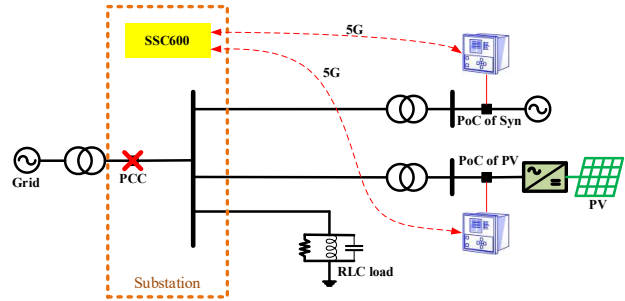 SSC600
5G
5G
PoC of Syn
PoC of PV
Grid
PCC
PV
RLC load
Substation